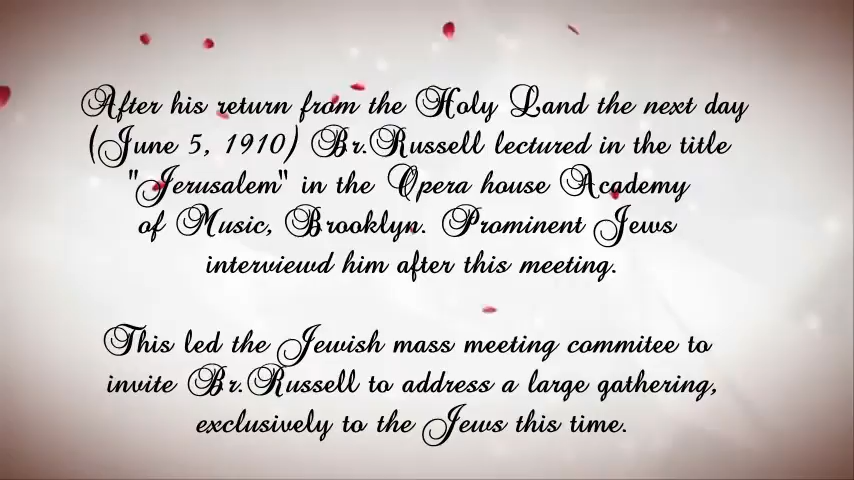 After his return from the Holy Land the next day
(June 5, 1910) Br.Russell lectured in the title
"Jerusalem" in the Opera house Academy
of Music, Brooklyn. Prominent Jews
interviewd him after this meeting.
This led the Jewish mass meeting commitee to
invite Br.Russell to address a large gathering,
exclusively to the Jews this time.